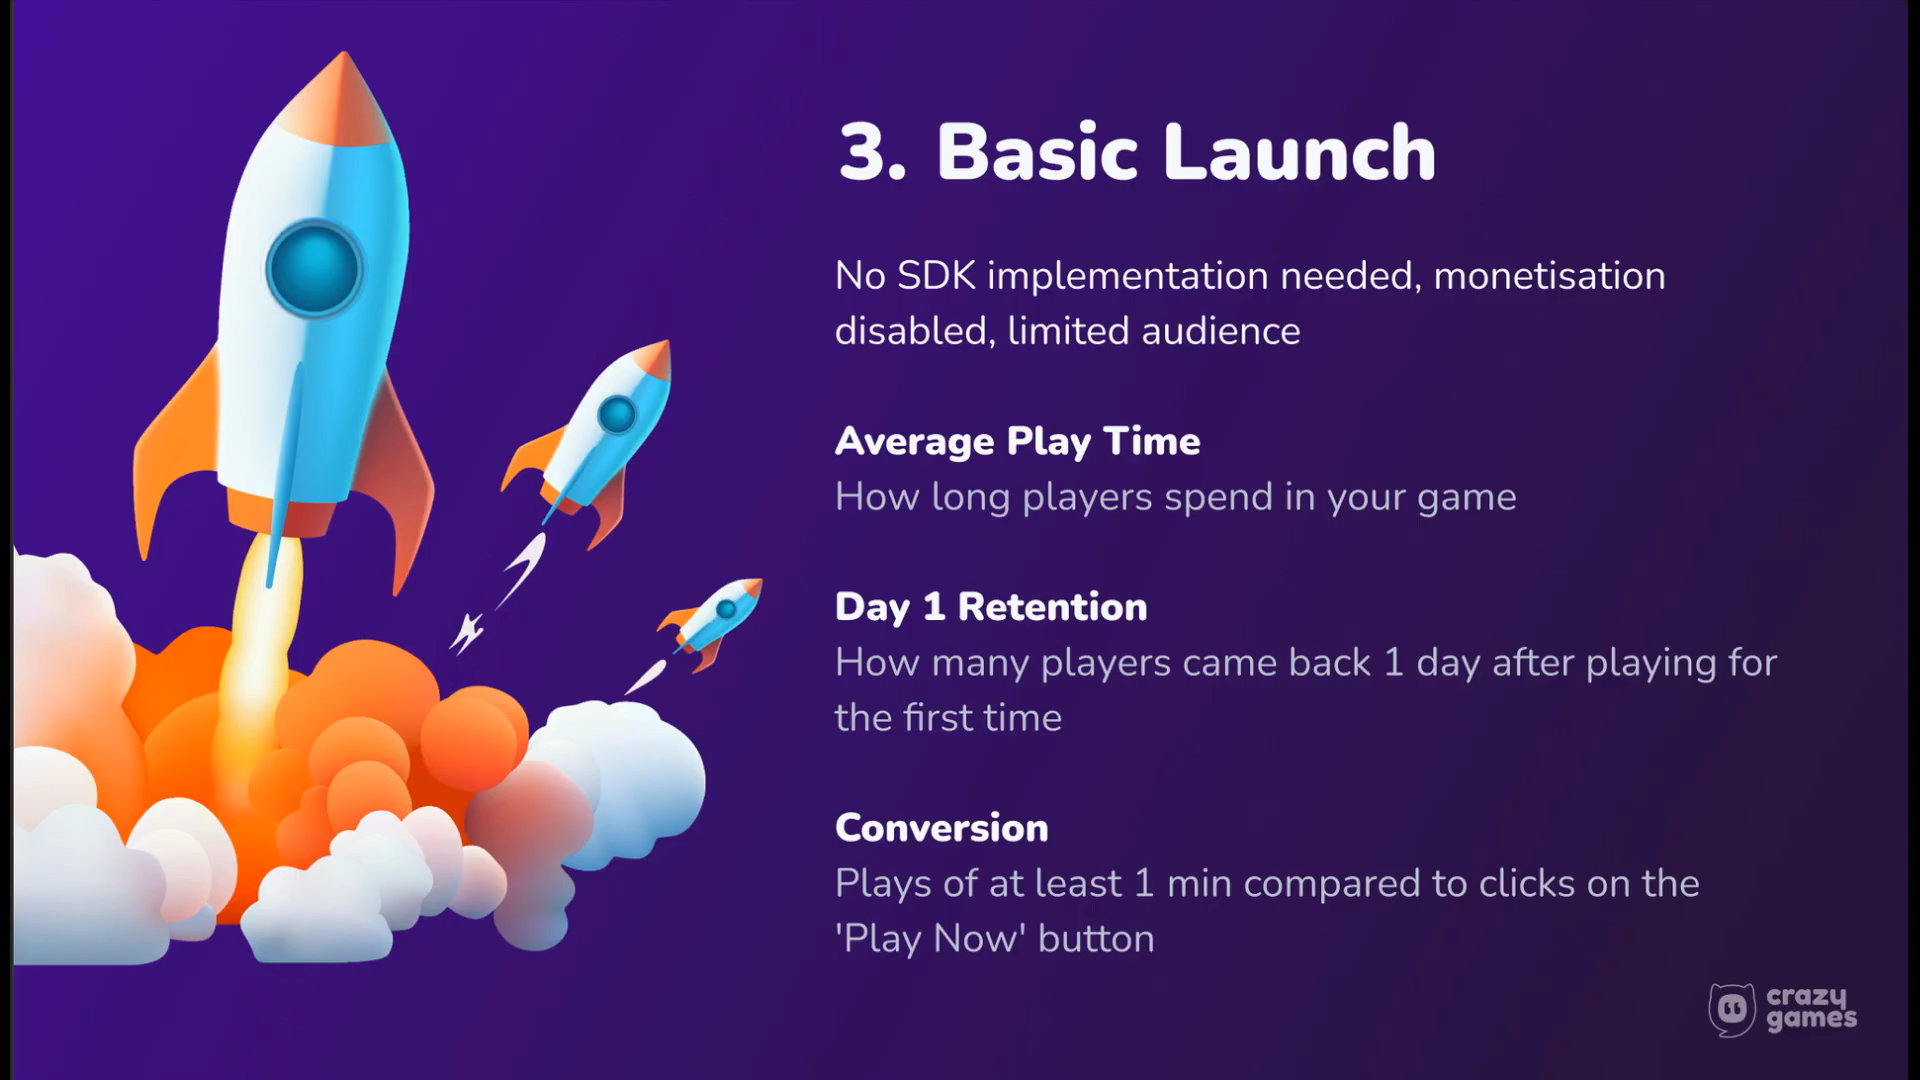 3. Basic Launch
No SDK implementation needed, monetisation
disabled, limited audience
Average Play Time
How long players spend in your game
Day 1 Retention
How many players came back 1 day after playing for
the first time
Conversion
Plays of at least 1 min compared to clicks on the
'Play Now' button
crazy
games